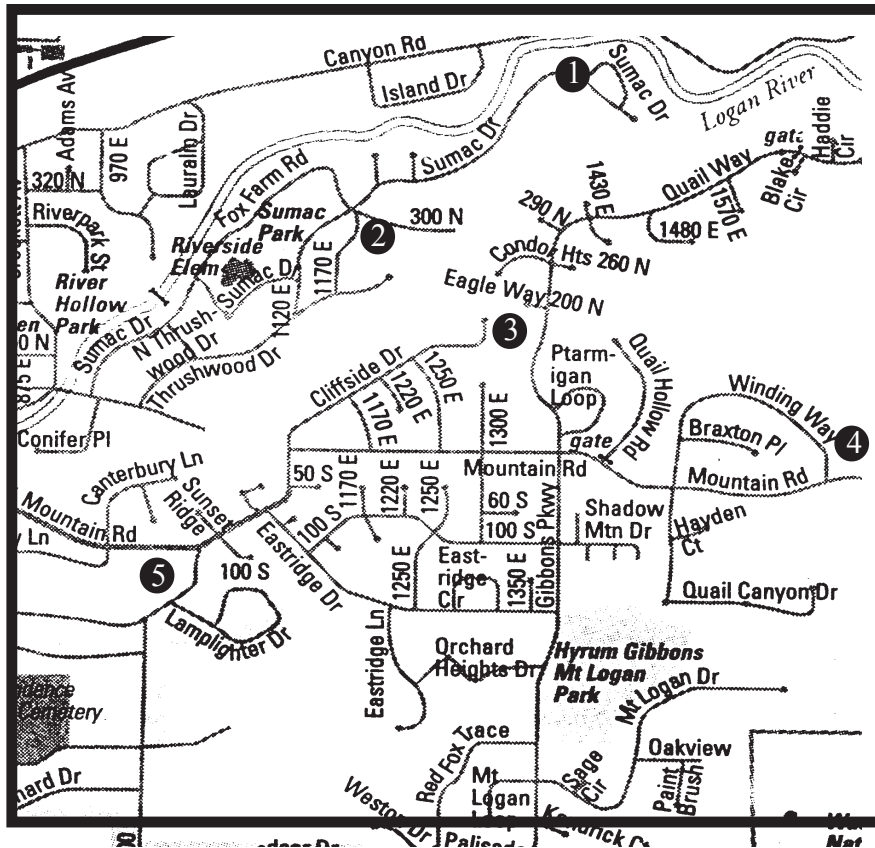 Canyon Rd
Island Dr
1
Sumac Dr
Logan River
Adams Av
970 E
Lauralin Dr
320 N
Fox Farm Rd
Sumac Dr
Sumac
Park
2
300 N
1430 E
290 N
Quail Way
gate
Haddie
Cir
Blake
Cir
1570 E
1480 E
Riverpark St
Riverside
Elem
Sumac Dr
1170 E
1120 E
Condor Hts 260 N
Eagle Way 200 N
River
Hollow
Park
Sumac Dr
N Thrush-
wood Dr
Thrushwood Dr
3
Cliffside Dr
1170 E
1220 E
1250 E
1300 E
Ptarm-
igan
Loop
Quail Hollow Rd
gate
Winding Way
Braxton Pl
4
Mountain Rd
Mountain Rd
Conifer Pl
Canterbury Ln
Sunset
Ridge
50 S
1170 E
1220 E
1250 E
60 S
100 S
Gibbons Pkwy
Shadow
Mtn Dr
Hayden
Ct
Mountain Rd
100 S
Eastridge Dr
5
100 S
1250 E
East-
ridge
Cir
1350 E
Quail Canyon Dr
Lamplighter Dr
Eastridge Ln
Orchard
Heights Dr
Hyrum Gibbons
Mt Logan
Park
Mt Logan Dr
Cemetery
Red Fox Trace
Mt
Logan
Loop
Sage
Cir
Oakview
Paint
Brush
Weston Dr